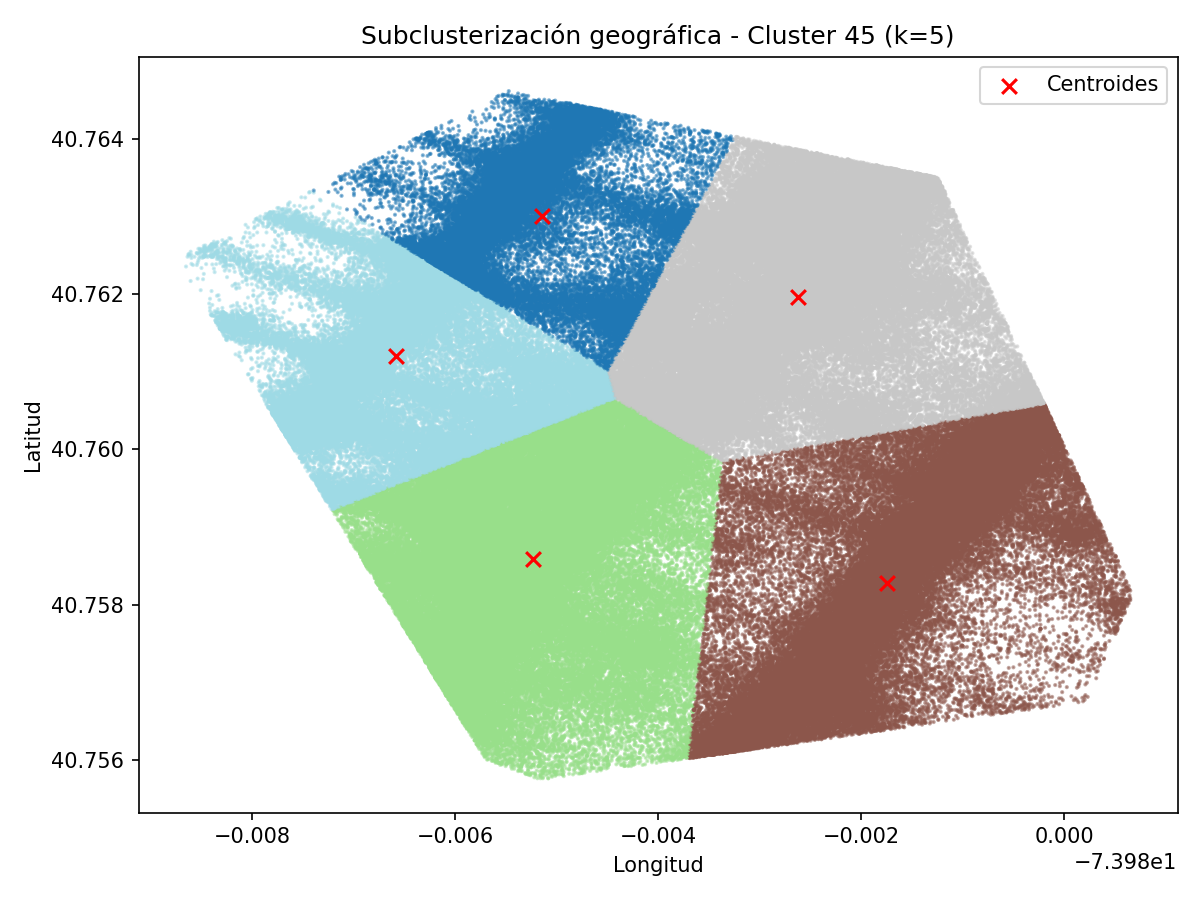 Subclusterización geográfica - Cluster 45 (k=5)
Centroides
40.764
40.762
40.760
40.758
40.756
Latitud
−0.008
−0.006
−0.004
−0.002
0.000
−7.398e1
Longitud